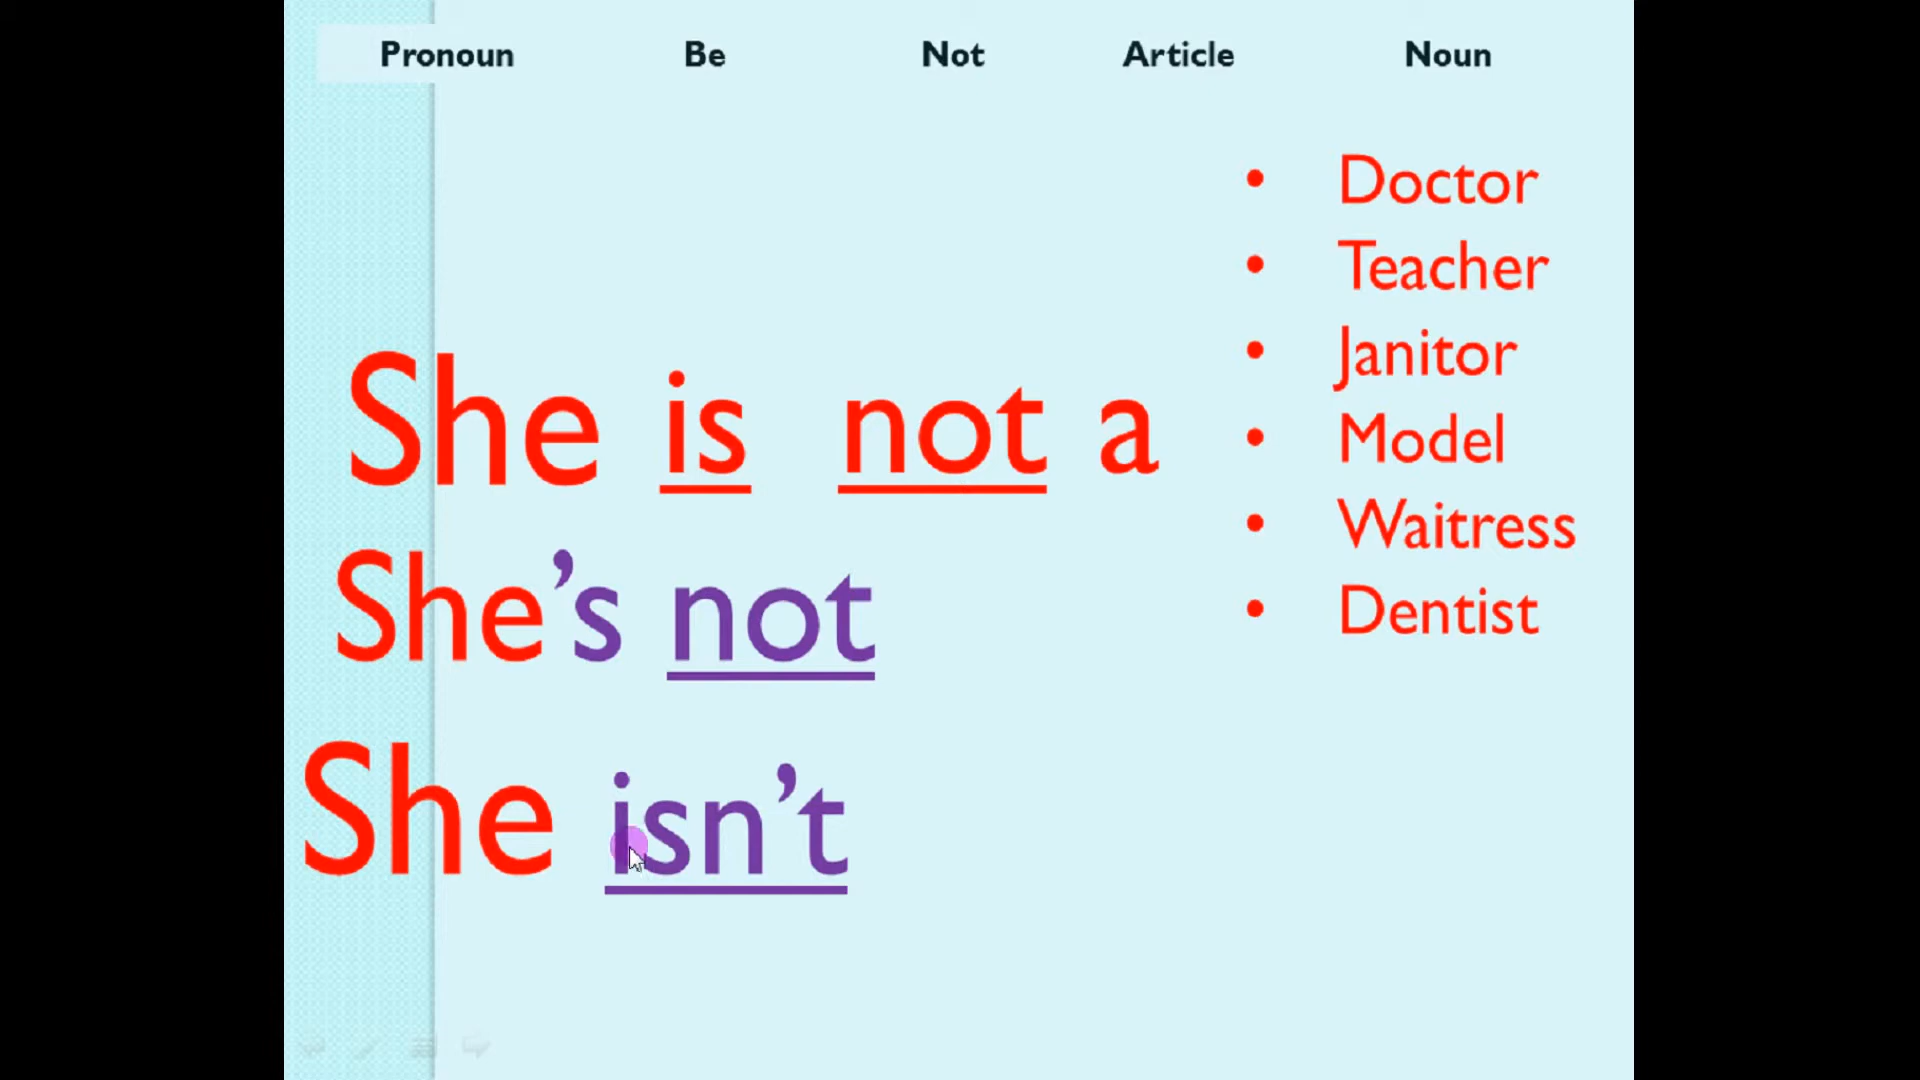 Pronoun Be Not Article Noun
• Doctor
• Teacher
• Janitor
She is not a
• Model
• Waitress
• Dentist
She's not
She isn't